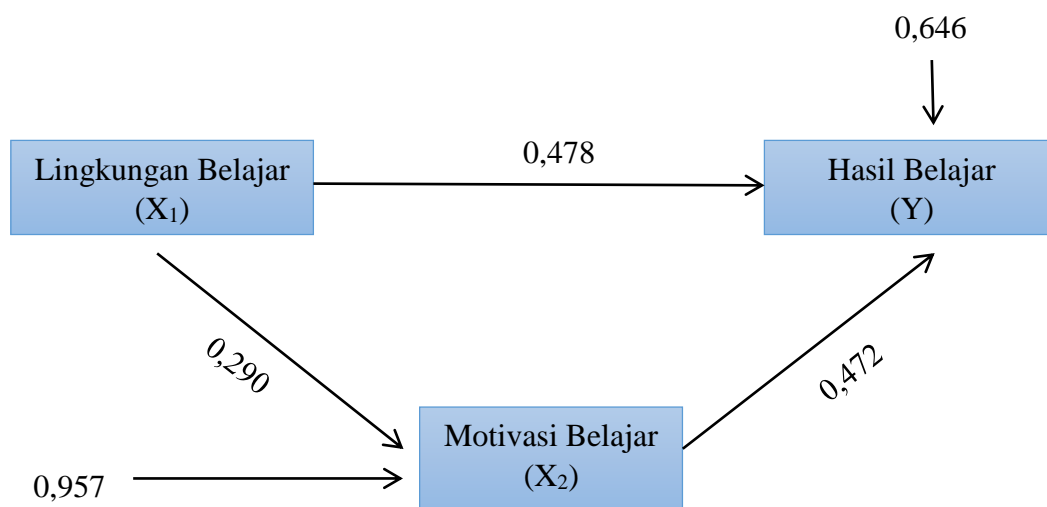 0,646
Lingkungan Belajar
(X₁)
0,478
Hasil Belajar
(Y)
0,290
0,472
Motivasi Belajar
(X₂)
0,957